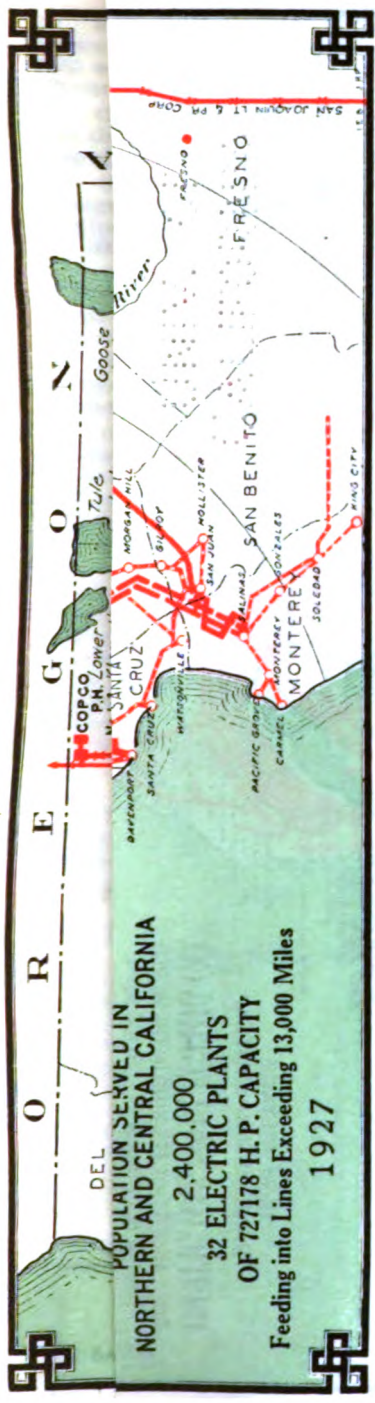 O R E G O N
DEL
COPCO
P.H.
Lower
Tule
Goose
River
POPULATION SERVED IN
NORTHERN AND CENTRAL CALIFORNIA
2,400,000
32 ELECTRIC PLANTS
OF 727178 H.P. CAPACITY
Feeding into Lines Exceeding 13,000 Miles
1927
DAVENPORT
SANTA CRUZ
SANTA
CRUZ
WATSONVILLE
MORGAN HILL
GILROY
HOLLISTER
SAN JUAN
SALINAS
PACIFIC GROVE
MONTEREY
CARMEL
MONTEREY
GONZALES
SOLEDAD
KING CITY
SAN BENITO
FRESNO
FRESNO
SAN JOAQUIN LT & PR CORP